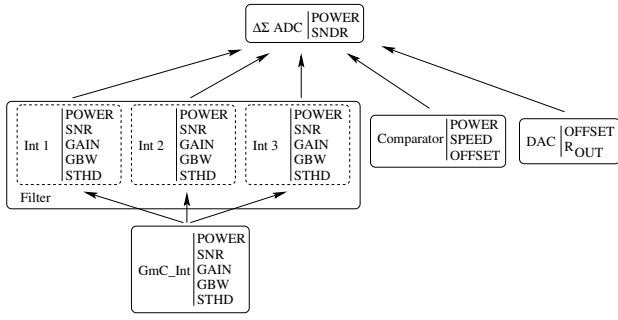 ΔΣ ADC POWER
SNDR
Int 1 POWER
SNR
GAIN
GBW
STHD
Int 2 POWER
SNR
GAIN
GBW
STHD
Int 3 POWER
SNR
GAIN
GBW
STHD
Filter
Comparator POWER
SPEED
OFFSET
DAC OFFSET
ROUT
GmC_Int POWER
SNR
GAIN
GBW
STHD